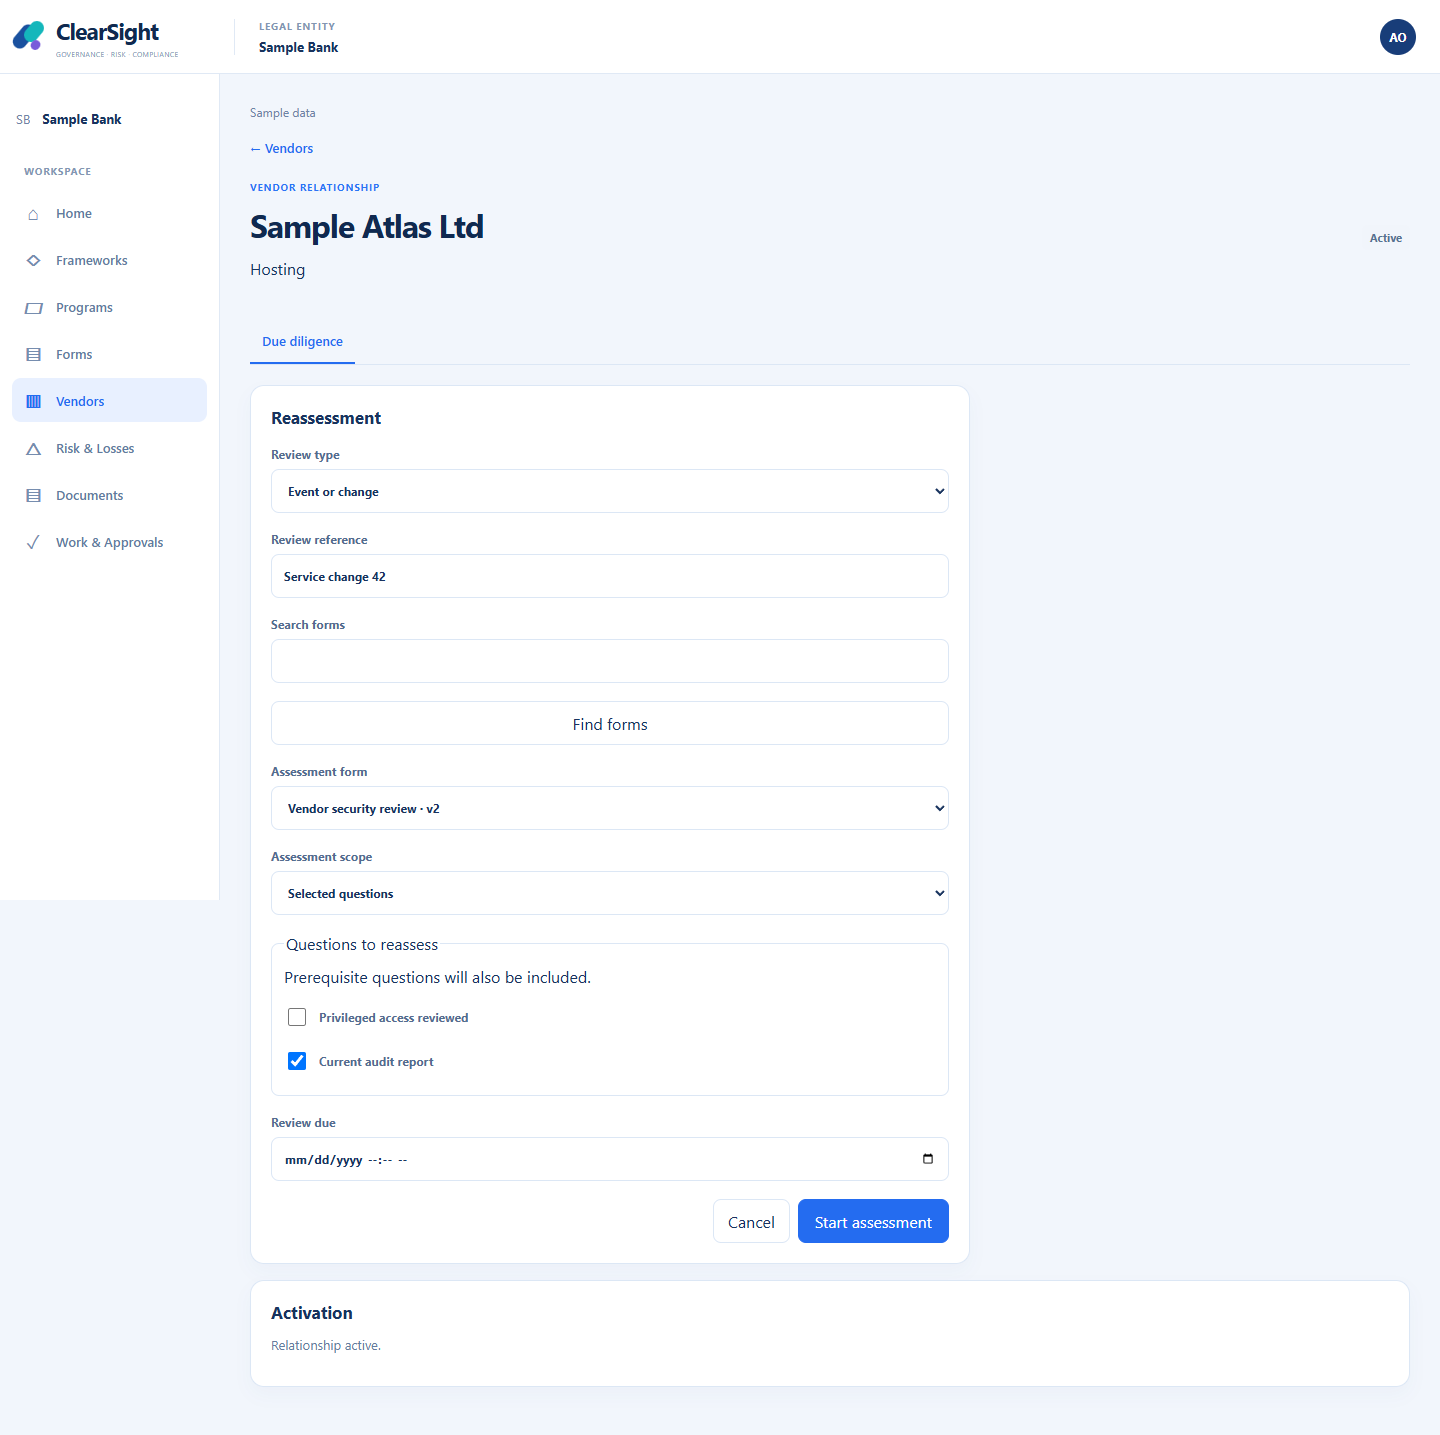 ClearSight
GOVERNANCE · RISK · COMPLIANCE
LEGAL ENTITY
Sample Bank
AO
SB Sample Bank
WORKSPACE
Home
Frameworks
Programs
Forms
Vendors
Risk & Losses
Documents
Work & Approvals
Sample data
← Vendors
VENDOR RELATIONSHIP
Sample Atlas Ltd
Active
Hosting
Due diligence
Reassessment
Review type
Event or change
Review reference
Service change 42
Search forms
Find forms
Assessment form
Vendor security review · v2
Assessment scope
Selected questions
Questions to reassess
Prerequisite questions will also be included.
Privileged access reviewed
Current audit report
Review due
mm/dd/yyyy --:-- --
Cancel
Start assessment
Activation
Relationship active.